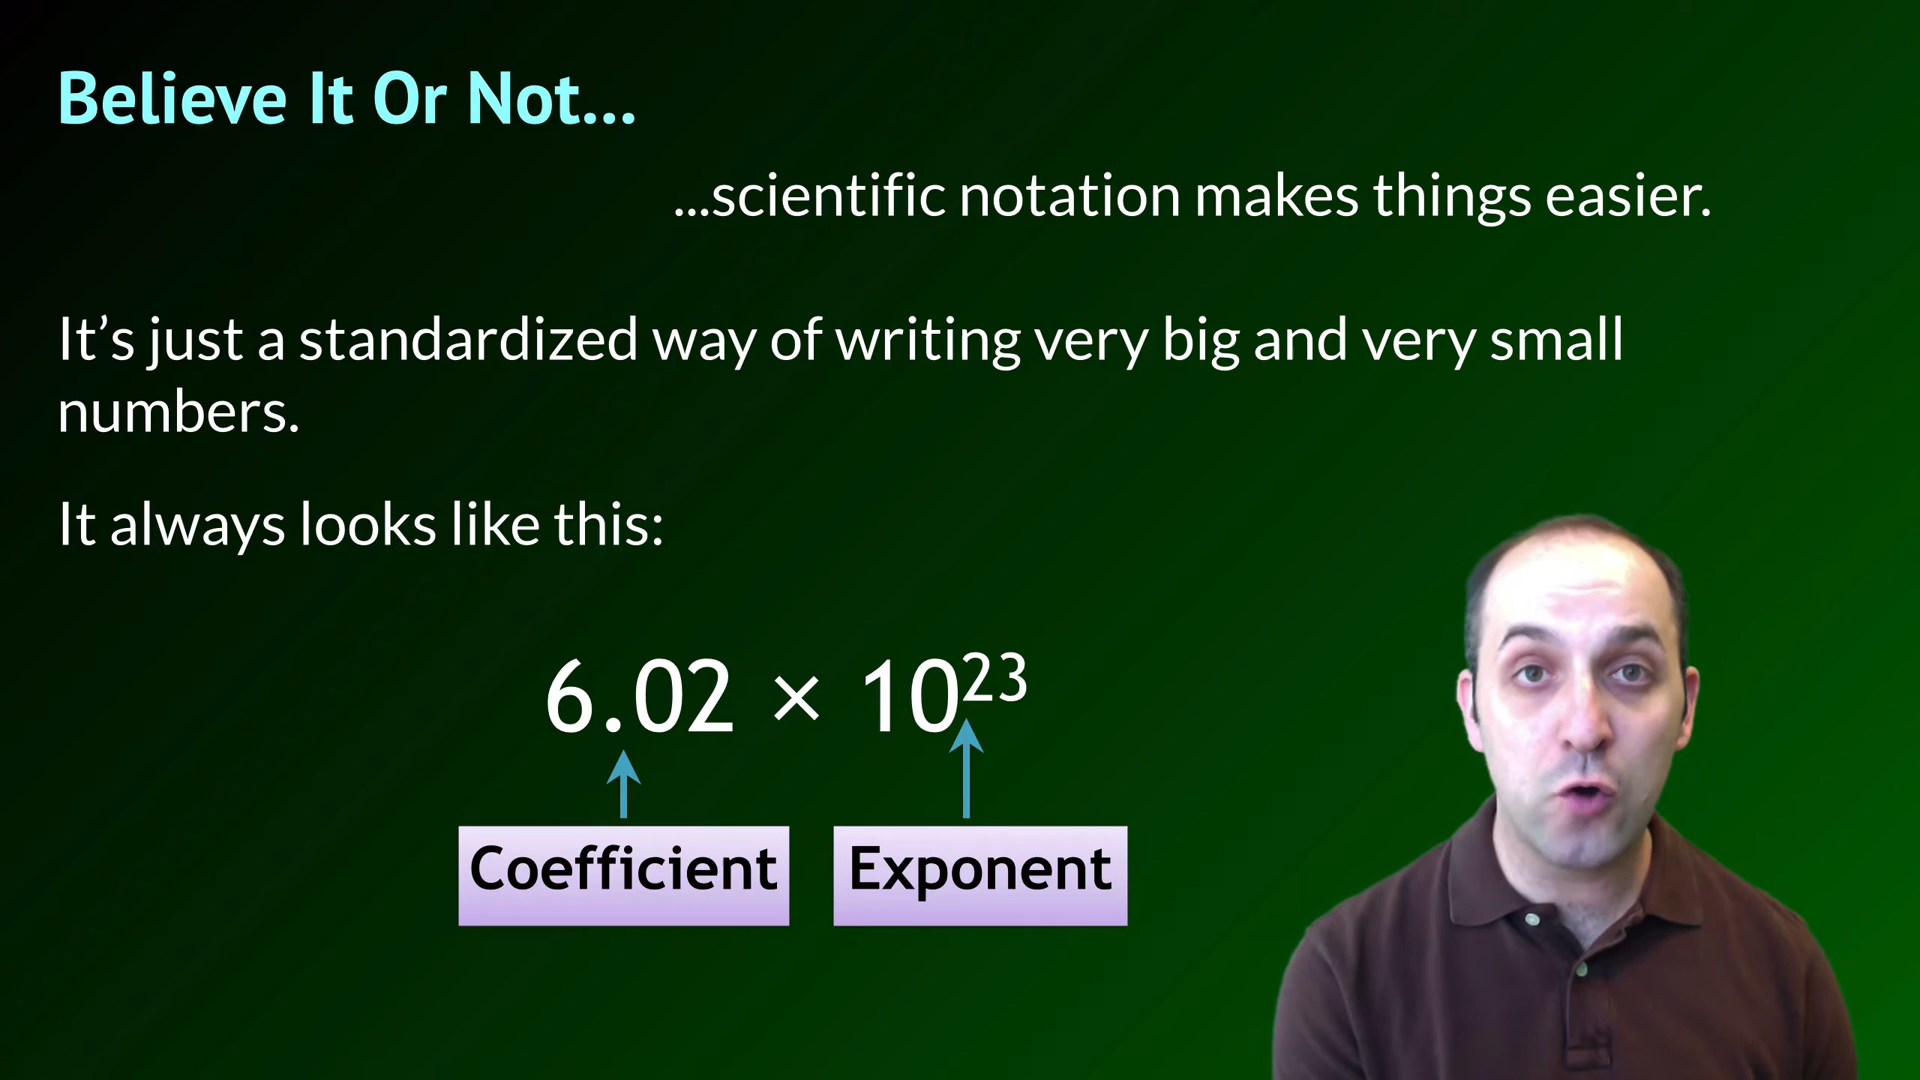 Believe It Or Not...
...scientific notation makes things easier.
It’s just a standardized way of writing very big and very small
numbers.
It always looks like this:
6.02 × 10²³
Coefficient Exponent